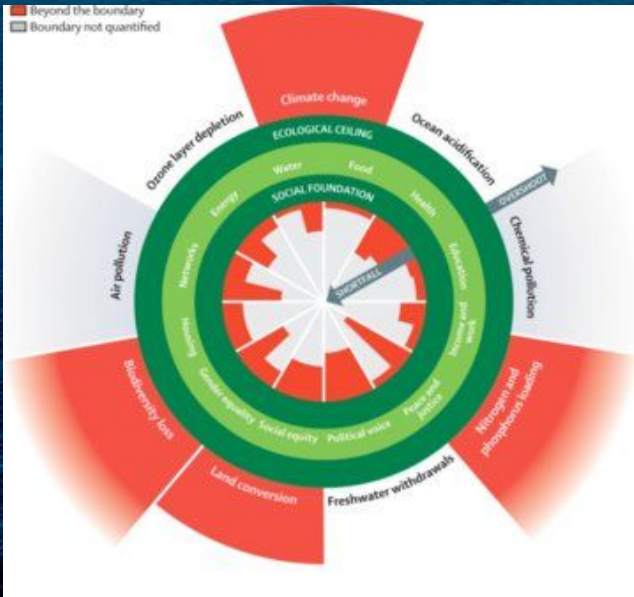 Beyond the boundary
Boundary not quantified
Climate change
Ozone layer depletion
Ocean acidification
ECOLOGICAL CEILING
Water
Food
Energy
Health
SOCIAL FOUNDATION
OVERSHOOT
Air pollution
Networks
Education
Chemical pollution
SHORTFALL
Housing
Income and work
Biodiversity loss
Gender equality
Social equity
Political voice
Peace and justice
Nitrogen and
phosphorus loading
Land conversion
Freshwater withdrawals